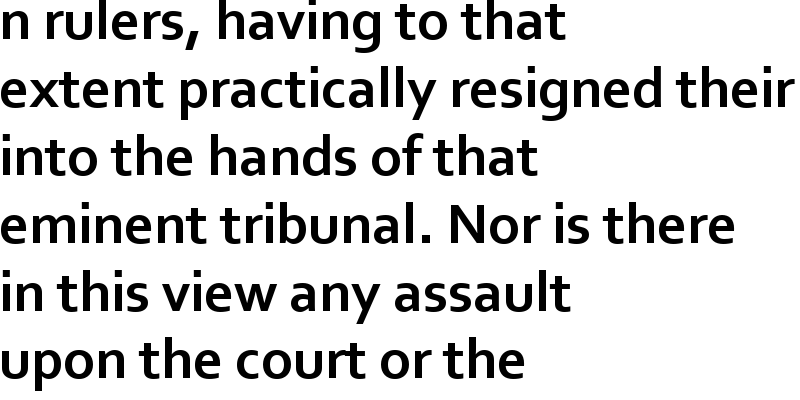 n rulers, having to that
extent practically resigned their
into the hands of that
eminent tribunal. Nor is there
in this view any assault
upon the court or the